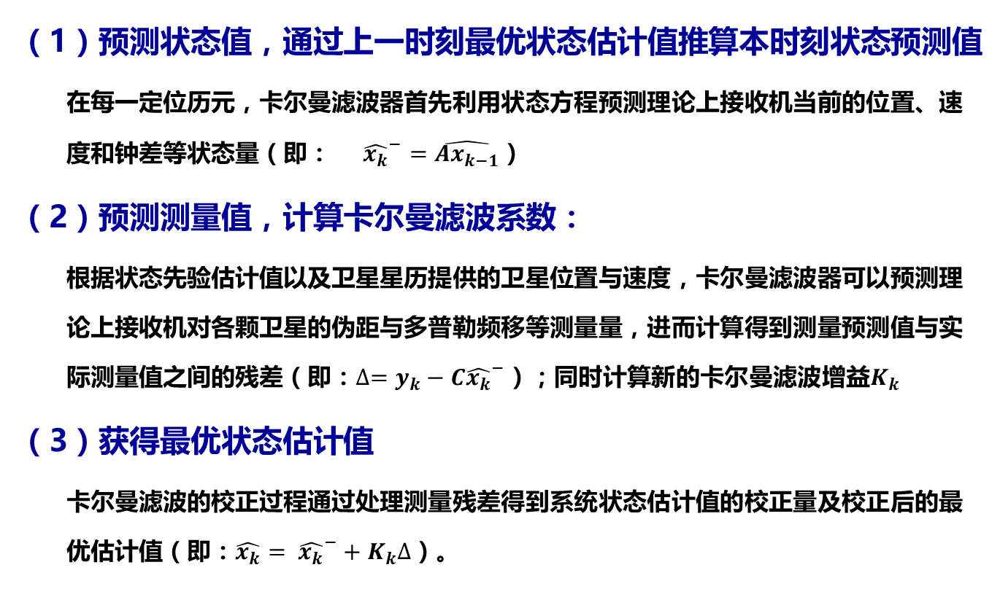 （1）预测状态值，通过上一时刻最优状态估计值推算本时刻状态预测值
在每一定位历元，卡尔曼滤波器首先利用状态方程预测理论上接收机当前的位置、速
度和钟差等状态量（即： $\widehat{x_k}^- = A\widehat{x_{k-1}}$）
（2）预测测量值，计算卡尔曼滤波系数：
根据状态先验估计值以及卫星星历提供的卫星位置与速度，卡尔曼滤波器可以预测理
论上接收机对各颗卫星的伪距与多普勒频移等测量量，进而计算得到测量预测值与实
际测量值之间的残差（即：$\Delta = y_k - C\widehat{x_k}^-$）；同时计算新的卡尔曼滤波增益$K_k$
（3）获得最优状态估计值
卡尔曼滤波的校正过程通过处理测量残差得到系统状态估计值的校正量及校正后的最
优估计值（即：$\widehat{x_k} = \widehat{x_k}^- + K_k\Delta$）。